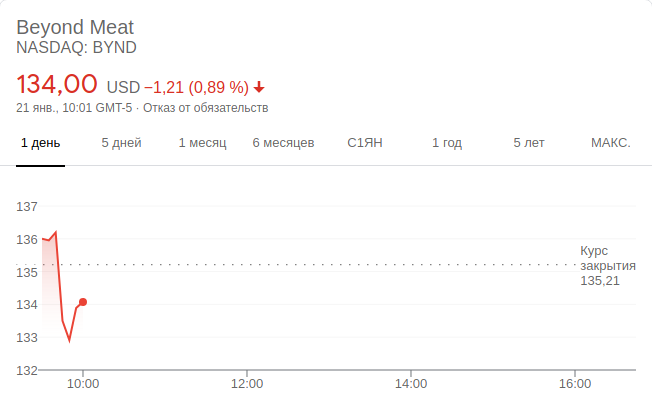 Beyond Meat
NASDAQ: BYND
134,00 USD −1,21 (0,89 %)
21 янв., 10:01 GMT-5 · Отказ от обязательств
1 день 5 дней 1 месяц 6 месяцев С1ЯН 1 год 5 лет МАКС.
137
136
135
134
133
132
Курс
закрытия
135,21
10:00 12:00 14:00 16:00